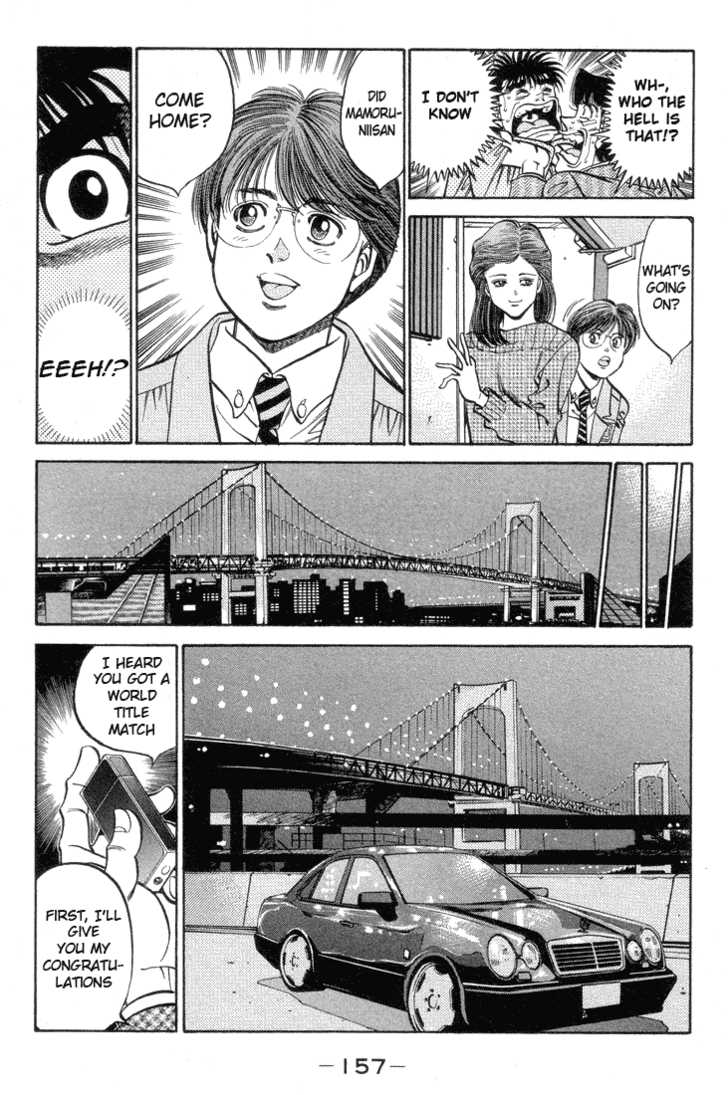 WH-,
WHO THE
HELL IS
THAT!?
I DON'T
KNOW
WHAT'S
GOING
ON?
DID
MAMORU-
NIISAN
COME
HOME?
EEEH!?
I HEARD
YOU GOT A
WORLD
TITLE
MATCH
FIRST, I'LL
GIVE
YOU MY
CONGRATU-
LATIONS
-157-